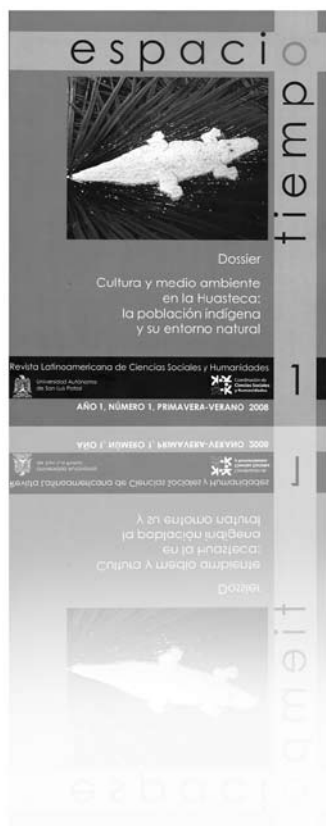 espacio
tiempo
Dossier
Cultura y medio ambiente
en la Huasteca:
la población indígena
y su entorno natural
Revista Latinoamericana de Ciencias Sociales y Humanidades
Universidad Autónoma
de San Luis Potosí
Coordinación de
Ciencias Sociales
y Humanidades
1
AÑO 1, NÚMERO 1, PRIMAVERA-VERANO 2008